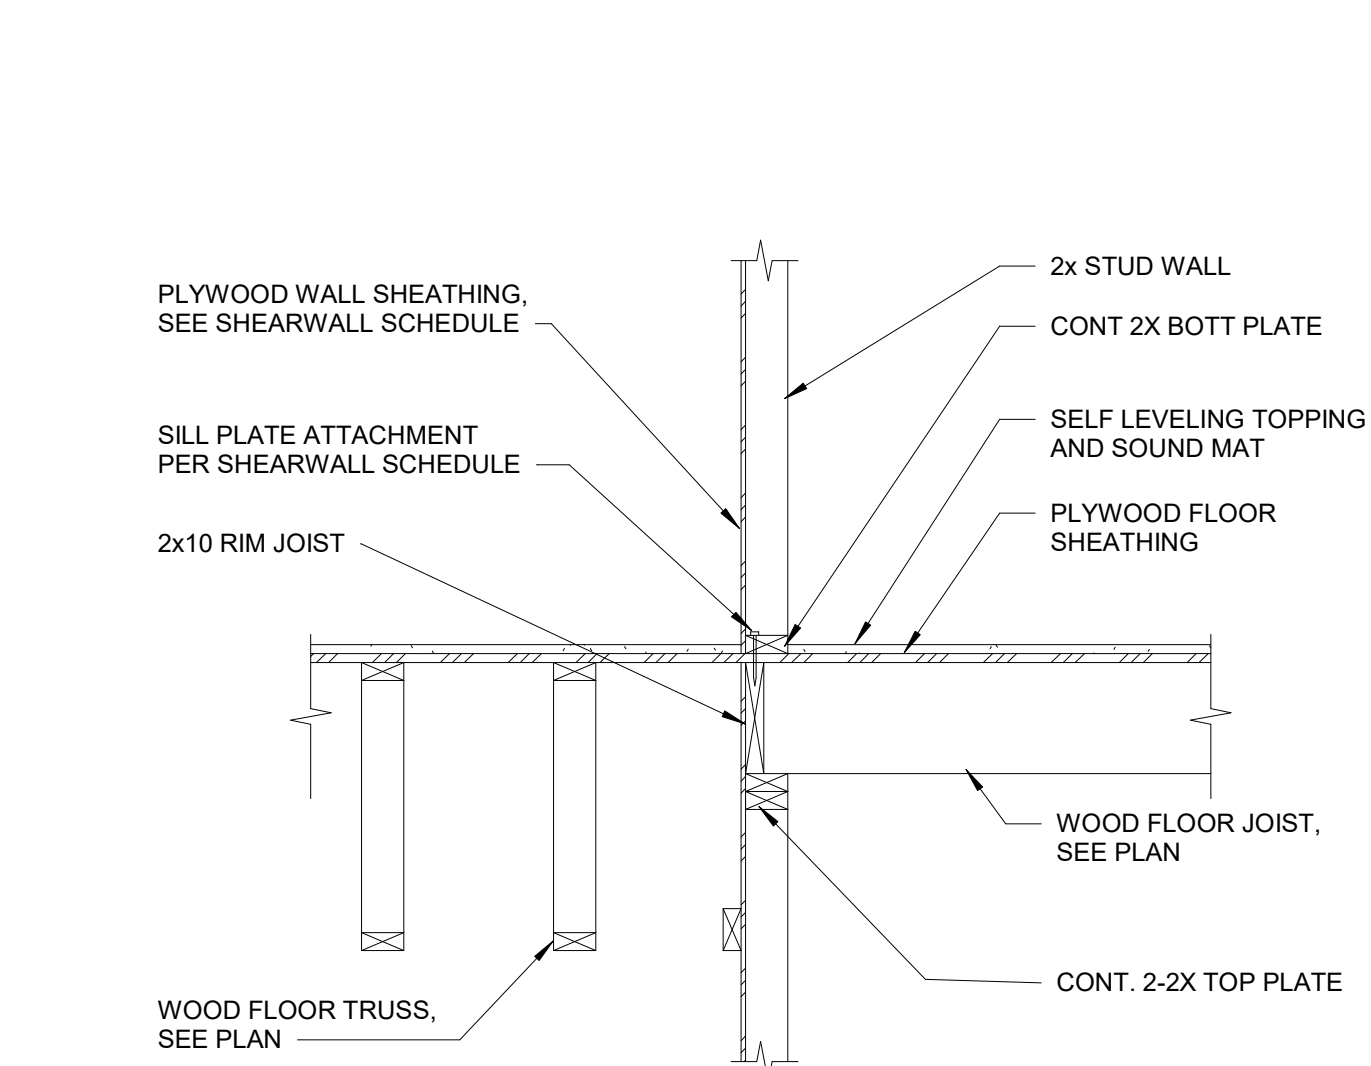 PLYWOOD WALL SHEATHING,
SEE SHEARWALL SCHEDULE
SILL PLATE ATTACHMENT
PER SHEARWALL SCHEDULE
2x10 RIM JOIST
WOOD FLOOR TRUSS,
SEE PLAN
2x STUD WALL
CONT 2X BOTT PLATE
SELF LEVELING TOPPING
AND SOUND MAT
PLYWOOD FLOOR
SHEATHING
WOOD FLOOR JOIST,
SEE PLAN
CONT. 2-2X TOP PLATE